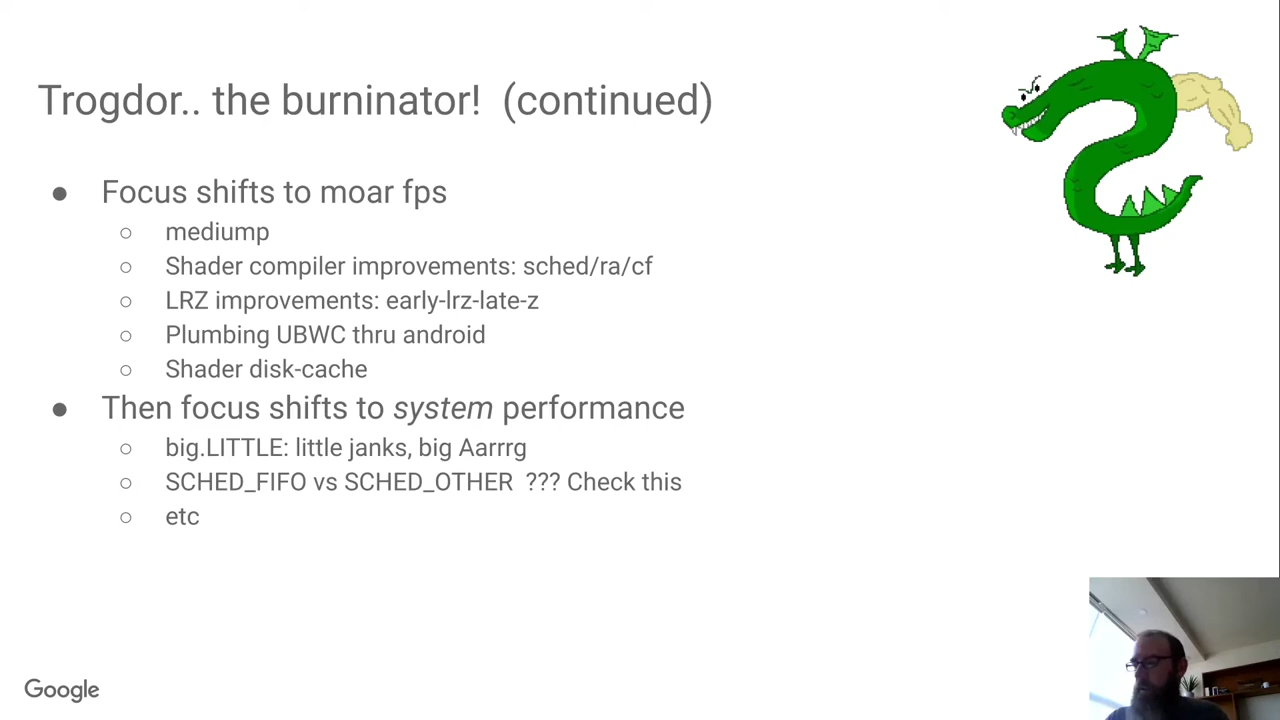 Trogdor.. the burninator! (continued)
● Focus shifts to moar fps
○ mediump
○ Shader compiler improvements: sched/ra/cf
○ LRZ improvements: early-lrz-late-z
○ Plumbing UBWC thru android
○ Shader disk-cache
● Then focus shifts to system performance
○ big.LITTLE: little janks, big Aarrrg
○ SCHED_FIFO vs SCHED_OTHER ??? Check this
○ etc
Google